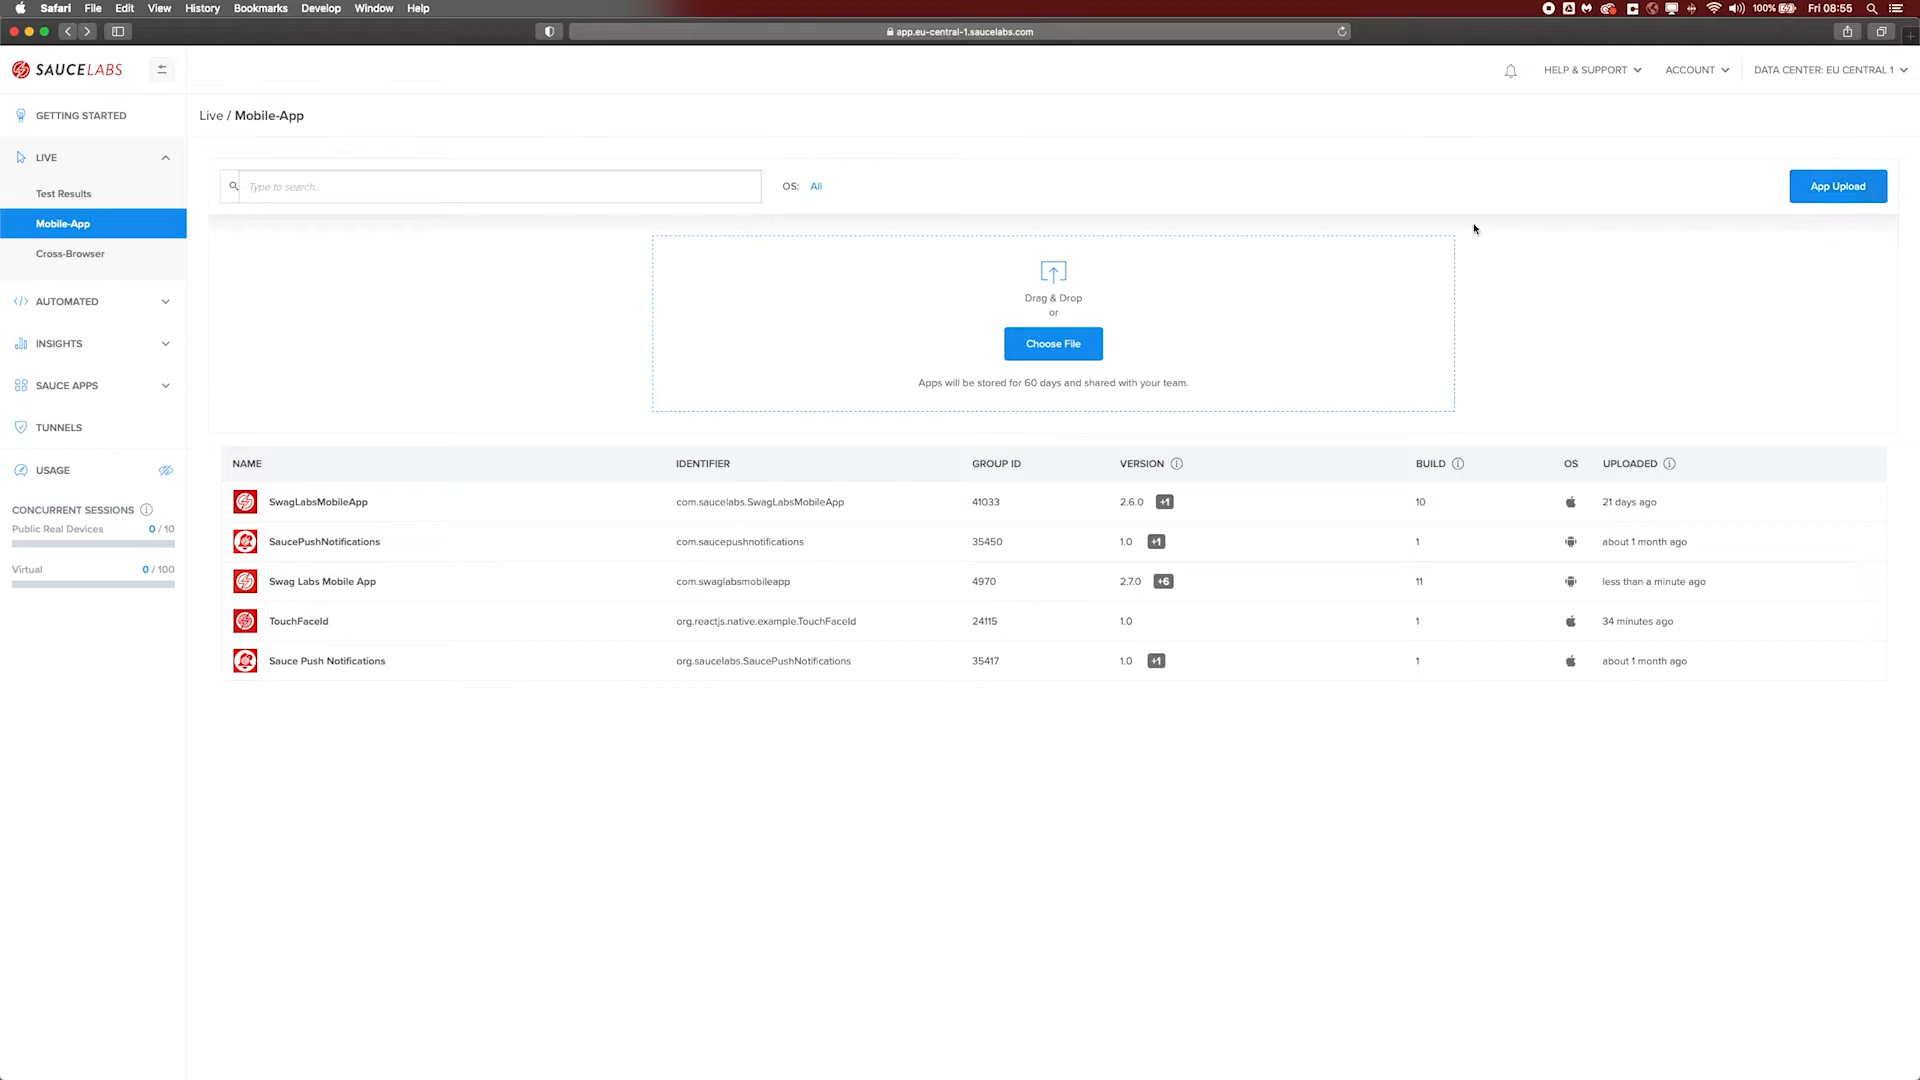 Safari File Edit View History Bookmarks Develop Window Help
100% Fri 08:55
app.eu-central-1.saucelabs.com
SAUCELABS
HELP & SUPPORT
ACCOUNT
DATA CENTER: EU CENTRAL 1
GETTING STARTED
LIVE
Test Results
Mobile-App
Cross-Browser
AUTOMATED
INSIGHTS
SAUCE APPS
TUNNELS
USAGE
CONCURRENT SESSIONS
Public Real Devices 0 / 10
Virtual 0 / 100
Live / Mobile-App
Type to search...
OS: All
App Upload
Drag & Drop
or
Choose File
Apps will be stored for 60 days and shared with your team.
NAME IDENTIFIER GROUP ID VERSION BUILD OS UPLOADED
SwagLabsMobileApp com.saucelabs.SwagLabsMobileApp 41033 2.6.0 +1 10 21 days ago
SaucePushNotifications com.saucepushnotifications 35450 1.0 +1 1 about 1 month ago
Swag Labs Mobile App com.swaglabsmobileapp 4970 2.7.0 +6 11 less than a minute ago
TouchFaceId org.reactjs.native.example.TouchFaceId 24115 1.0 1 34 minutes ago
Sauce Push Notifications org.saucelabs.SaucePushNotifications 35417 1.0 +1 1 about 1 month ago